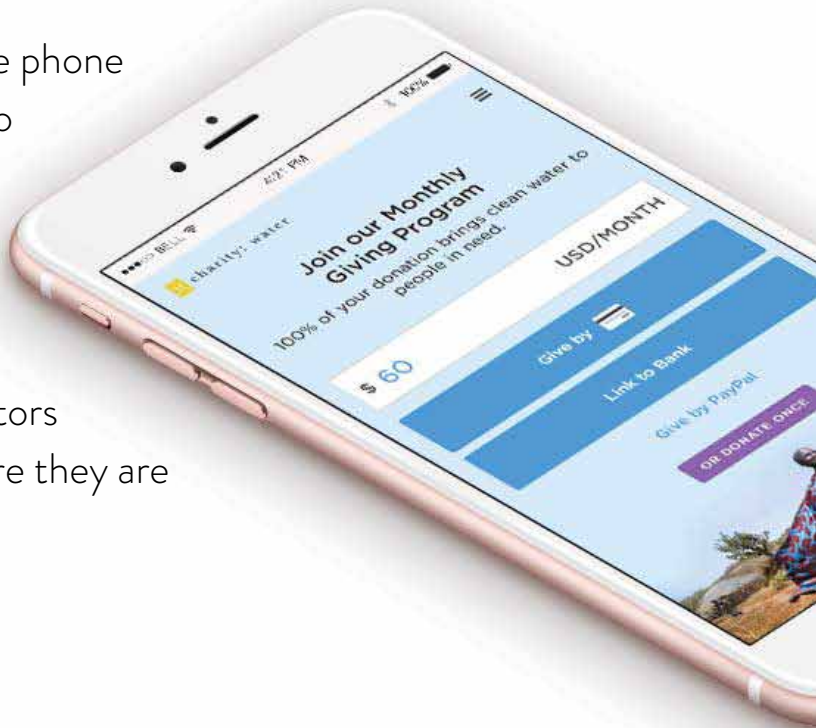 e phone
o
tors
re they are
BELL
4:21 PM
100%
charity: water
Join our Monthly
Giving Program
100% of your donation brings clean water to
people in need.
$ 60
USD/MONTH
Give by
Link to Bank
Give by PayPal
OR DONATE ONCE